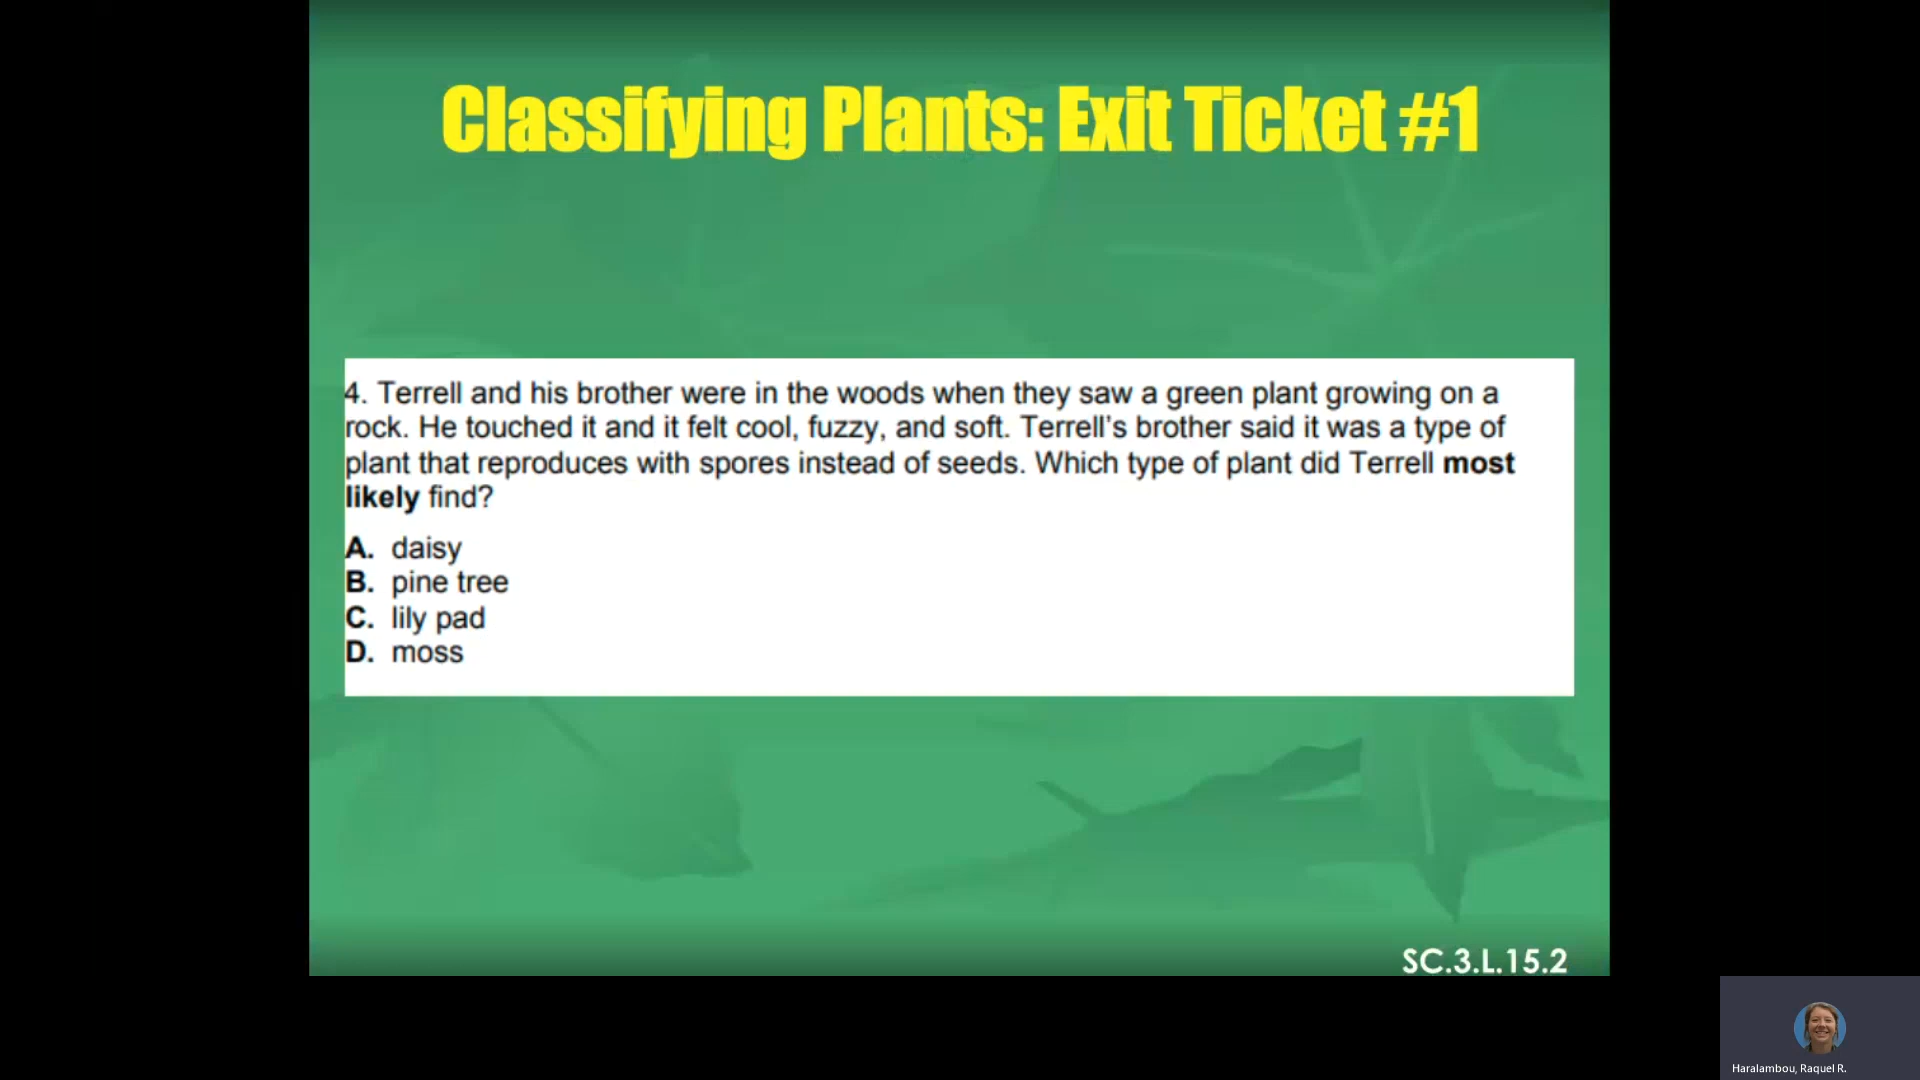 Classifying Plants: Exit Ticket #1
4. Terrell and his brother were in the woods when they saw a green plant growing on a
rock. He touched it and it felt cool, fuzzy, and soft. Terrell's brother said it was a type of
plant that reproduces with spores instead of seeds. Which type of plant did Terrell most
likely find?
A. daisy
B. pine tree
C. lily pad
D. moss
SC.3.L.15.2
Haralambou, Raquel R.